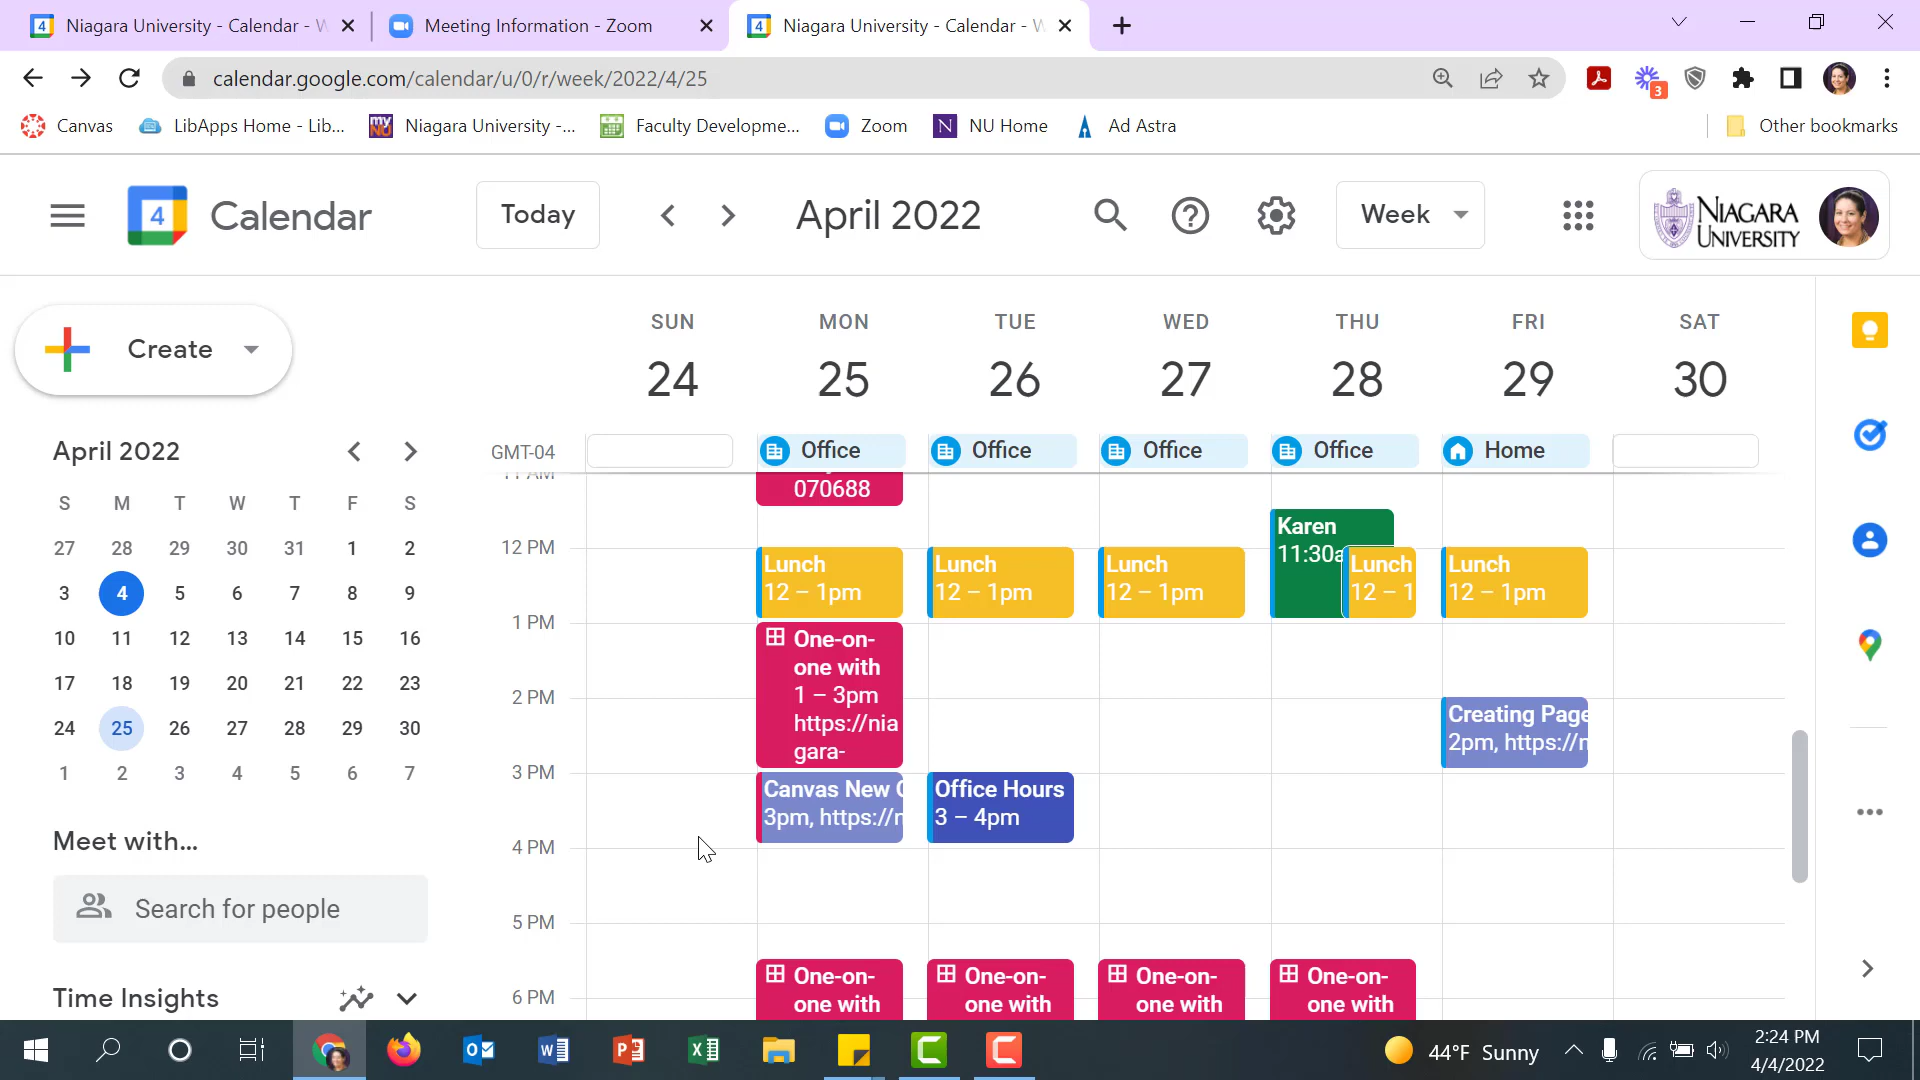 Niagara University - Calendar - W
Meeting Information - Zoom
Niagara University - Calendar - W
calendar.google.com/calendar/u/0/r/week/2022/4/25
3
Canvas
LibApps Home - Lib...
Niagara University -...
Faculty Developme...
Zoom
NU Home
Ad Astra
Other bookmarks
4
Calendar
Today
April 2022
Week
NIAGARA
UNIVERSITY
Create
SUN
MON
TUE
WED
THU
FRI
SAT
24
25
26
27
28
29
30
GMT-04
Office
Office
Office
Office
Home
April 2022
S M T W T F S
27 28 29 30 31 1 2
3 4 5 6 7 8 9
10 11 12 13 14 15 16
17 18 19 20 21 22 23
24 25 26 27 28 29 30
1 2 3 4 5 6 7
Meet with...
Search for people
Time Insights
11 AM
12 PM
1 PM
2 PM
3 PM
4 PM
5 PM
6 PM
070688
Lunch
12 – 1pm
One-on-
one with
1 – 3pm
https://nia
gara-
Canvas New
3pm, https://n
One-on-
one with
Lunch
12 – 1pm
Office Hours
3 – 4pm
One-on-
one with
Lunch
12 – 1pm
One-on-
one with
Karen
11:30a
Lunch
12 – 1
One-on-
one with
Lunch
12 – 1pm
Creating Page
2pm, https://n
44°F Sunny
2:24 PM
4/4/2022